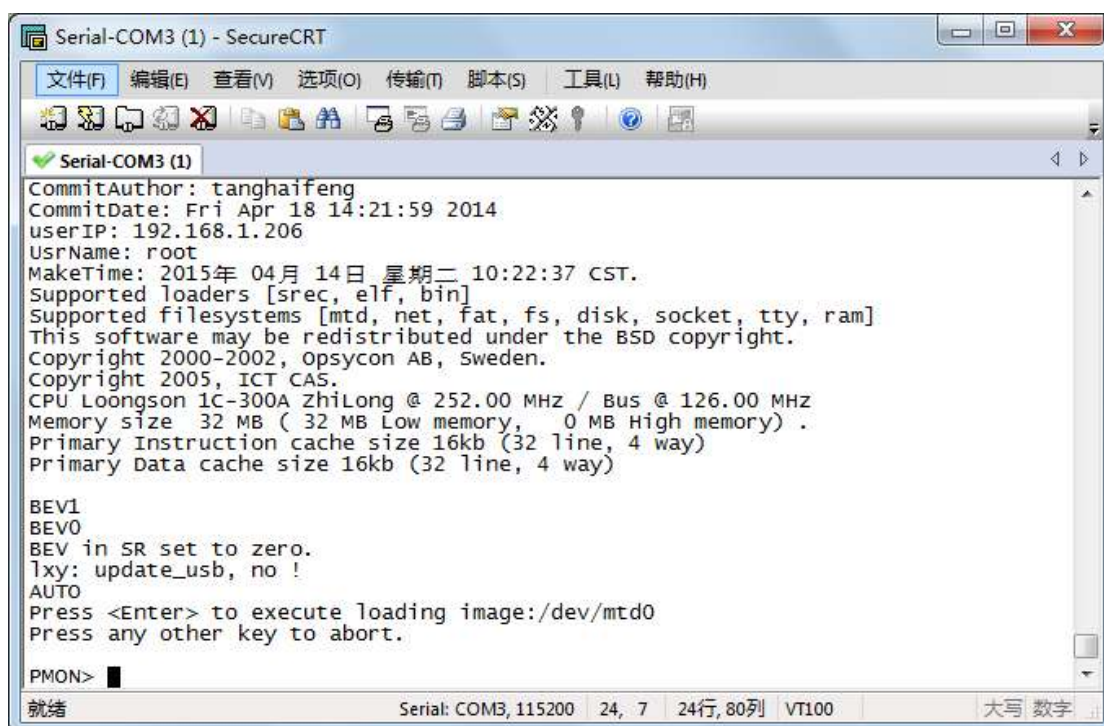 Serial-COM3 (1) - SecureCRT
文件(F) 编辑(E) 查看(V) 选项(O) 传输(T) 脚本(S) 工具(L) 帮助(H)
Serial-COM3 (1)
CommitAuthor: tanghaifeng
CommitDate: Fri Apr 18 14:21:59 2014
userIP: 192.168.1.206
UsrName: root
MakeTime: 2015年 04月 14日 星期二 10:22:37 CST.
Supported loaders [srec, elf, bin]
Supported filesystems [mtd, net, fat, fs, disk, socket, tty, ram]
This software may be redistributed under the BSD copyright.
Copyright 2000-2002, Opsycon AB, Sweden.
Copyright 2005, ICT CAS.
CPU Loongson 1C-300A ZhiLong @ 252.00 MHz / Bus @ 126.00 MHz
Memory size  32 MB ( 32 MB Low memory,   0 MB High memory) .
Primary Instruction cache size 16kb (32 line, 4 way)
Primary Data cache size 16kb (32 line, 4 way)
BEV1
BEV0
BEV in SR set to zero.
lxy: update_usb, no !
AUTO
Press <Enter> to execute loading image:/dev/mtd0
Press any other key to abort.
PMON>
就绪 Serial: COM3, 115200 24, 7 24行, 80列 VT100 大写 数字